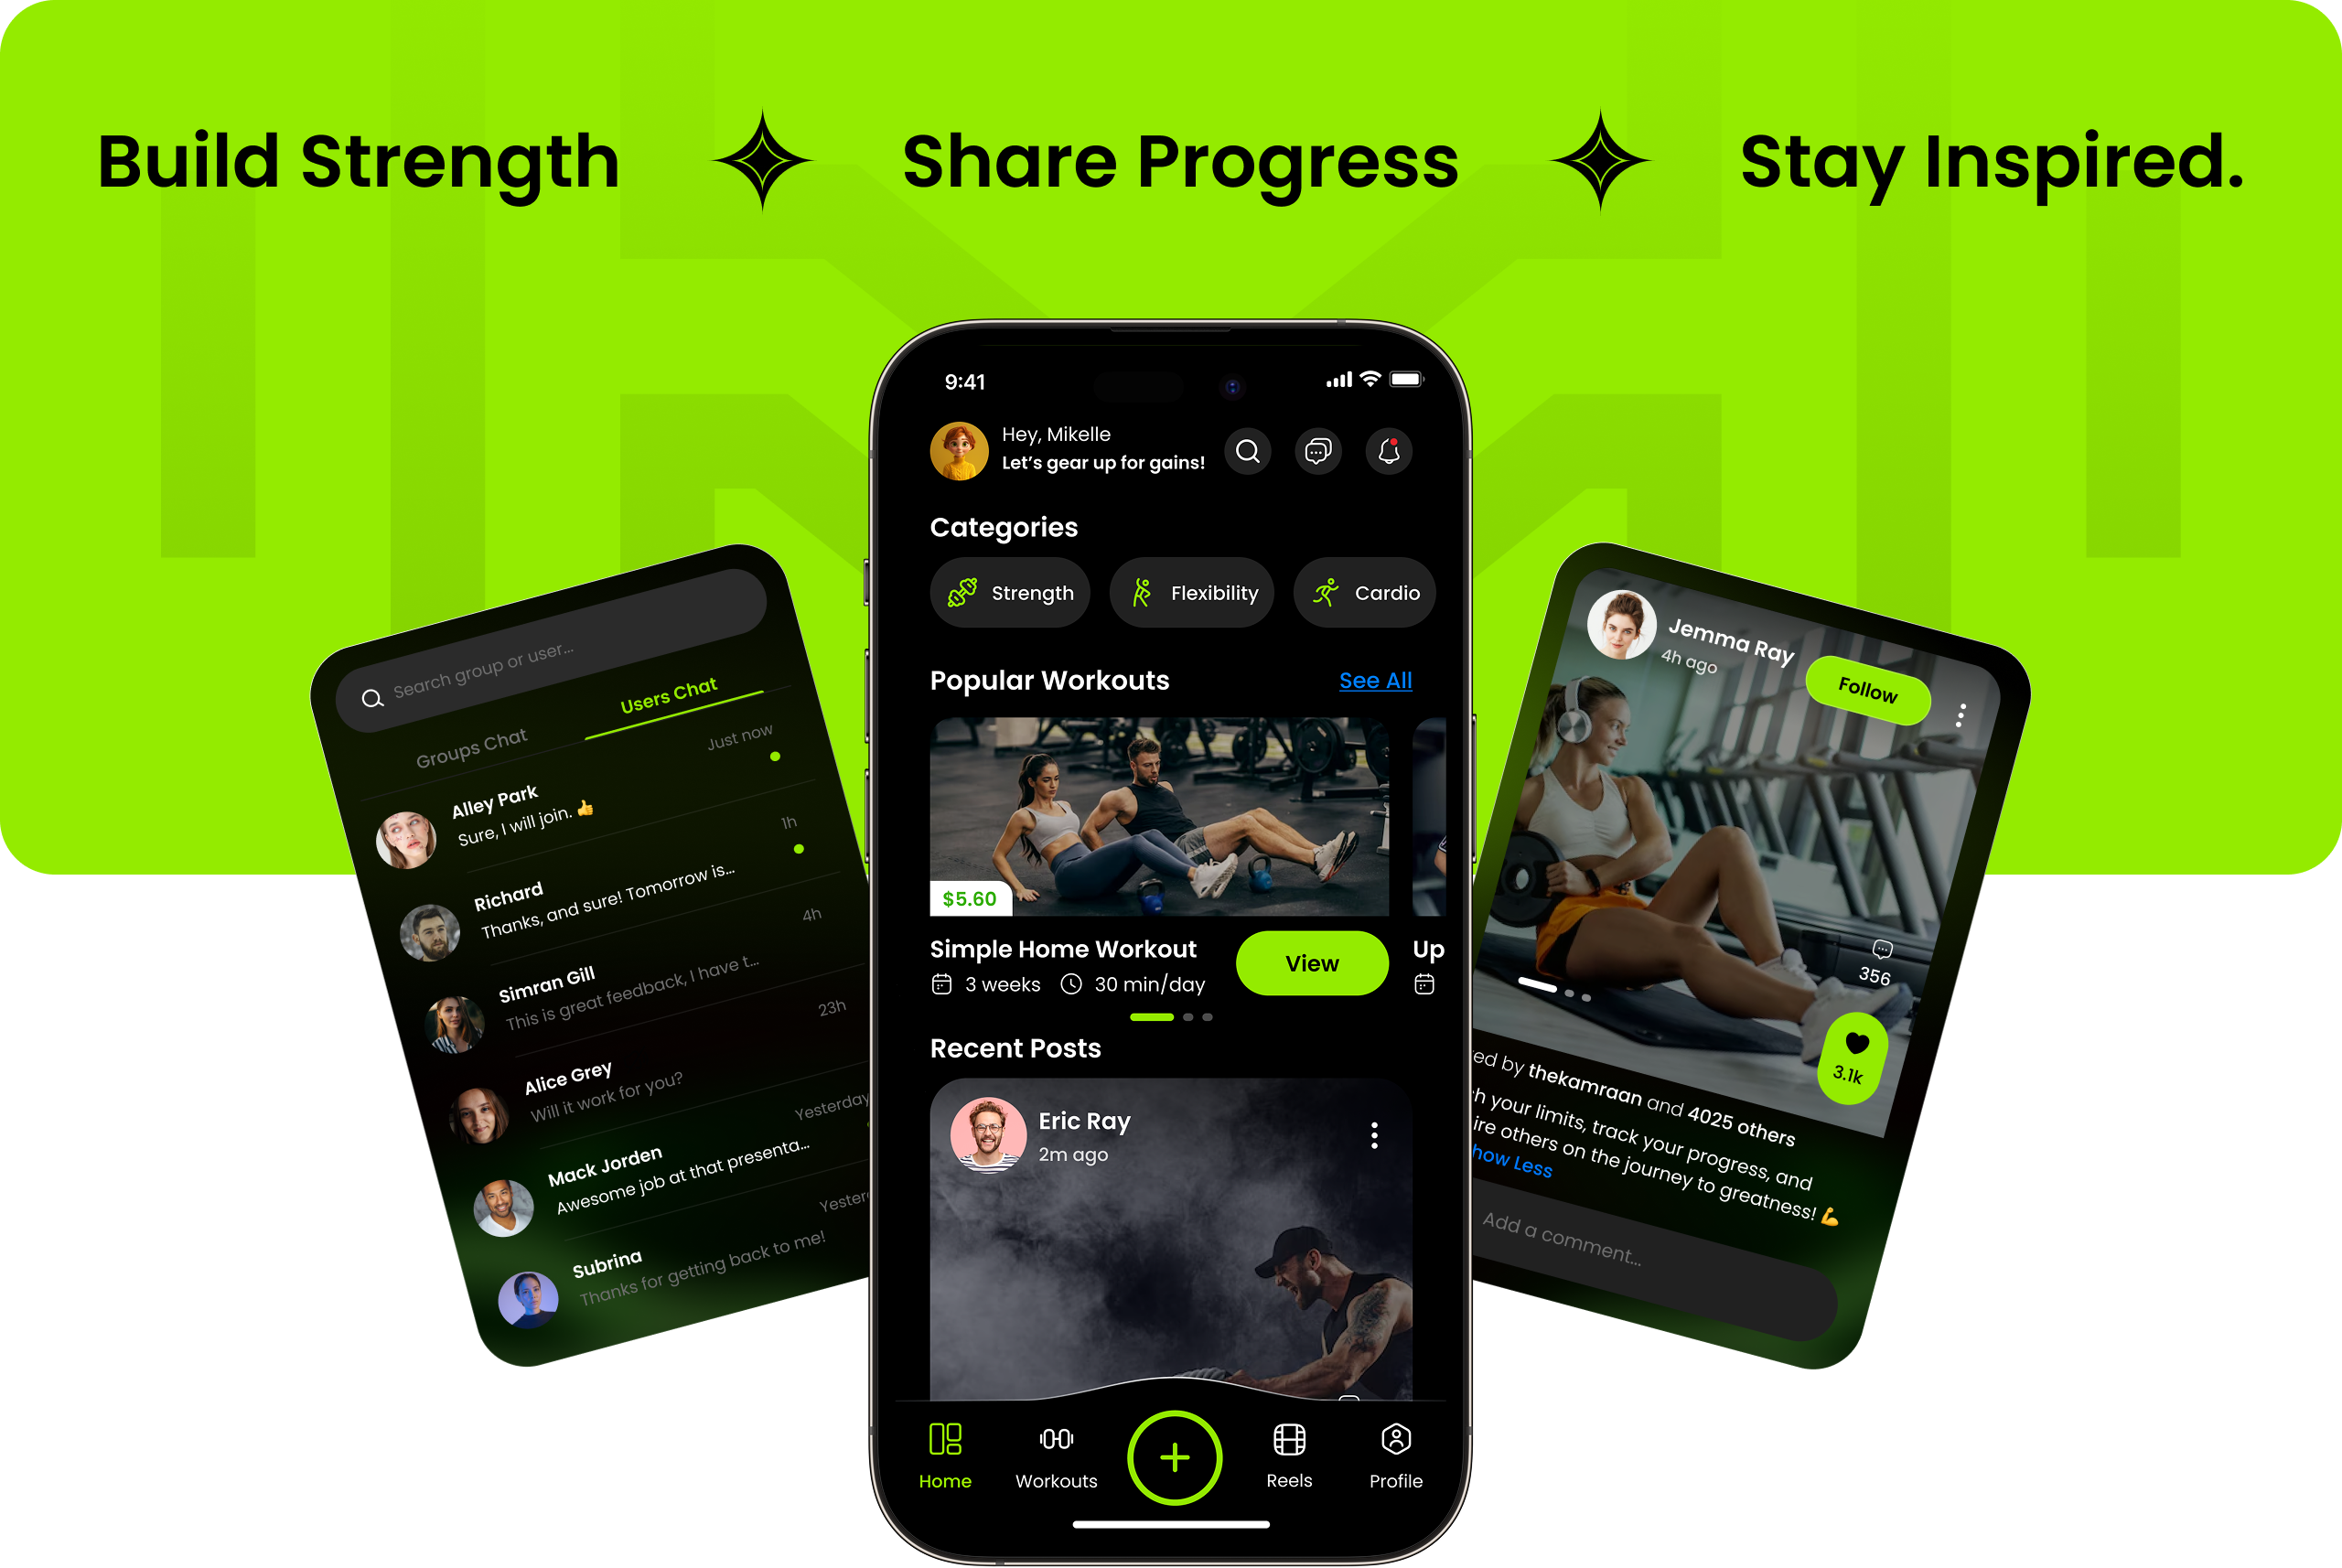 Build Strength
Share Progress
Stay Inspired.
Search group or user...
Groups Chat
Users Chat
Just now
Alley Park
Sure, I will join. 👍
1h
Richard
Thanks, and sure! Tomorrow is...
4h
Simran Gill
This is great feedback, I have t...
23h
Alice Grey
Will it work for you?
Yesterday
Mack Jorden
Awesome job at that presenta...
Subrina
Thanks for getting back to me!
9:41
Hey, Mikelle
Let’s gear up for gains!
Categories
Strength
Flexibility
Cardio
Popular Workouts
See All
$5.60
Simple Home Workout
3 weeks
30 min/day
View
Up
Recent Posts
Eric Ray
2m ago
Home
Workouts
Reels
Profile
Jemma Ray
4h ago
Follow
356
3.1k
by thekamraan and 4025 others
your limits, track your progress, and
others on the journey to greatness! 💪
Less
Add a comment...